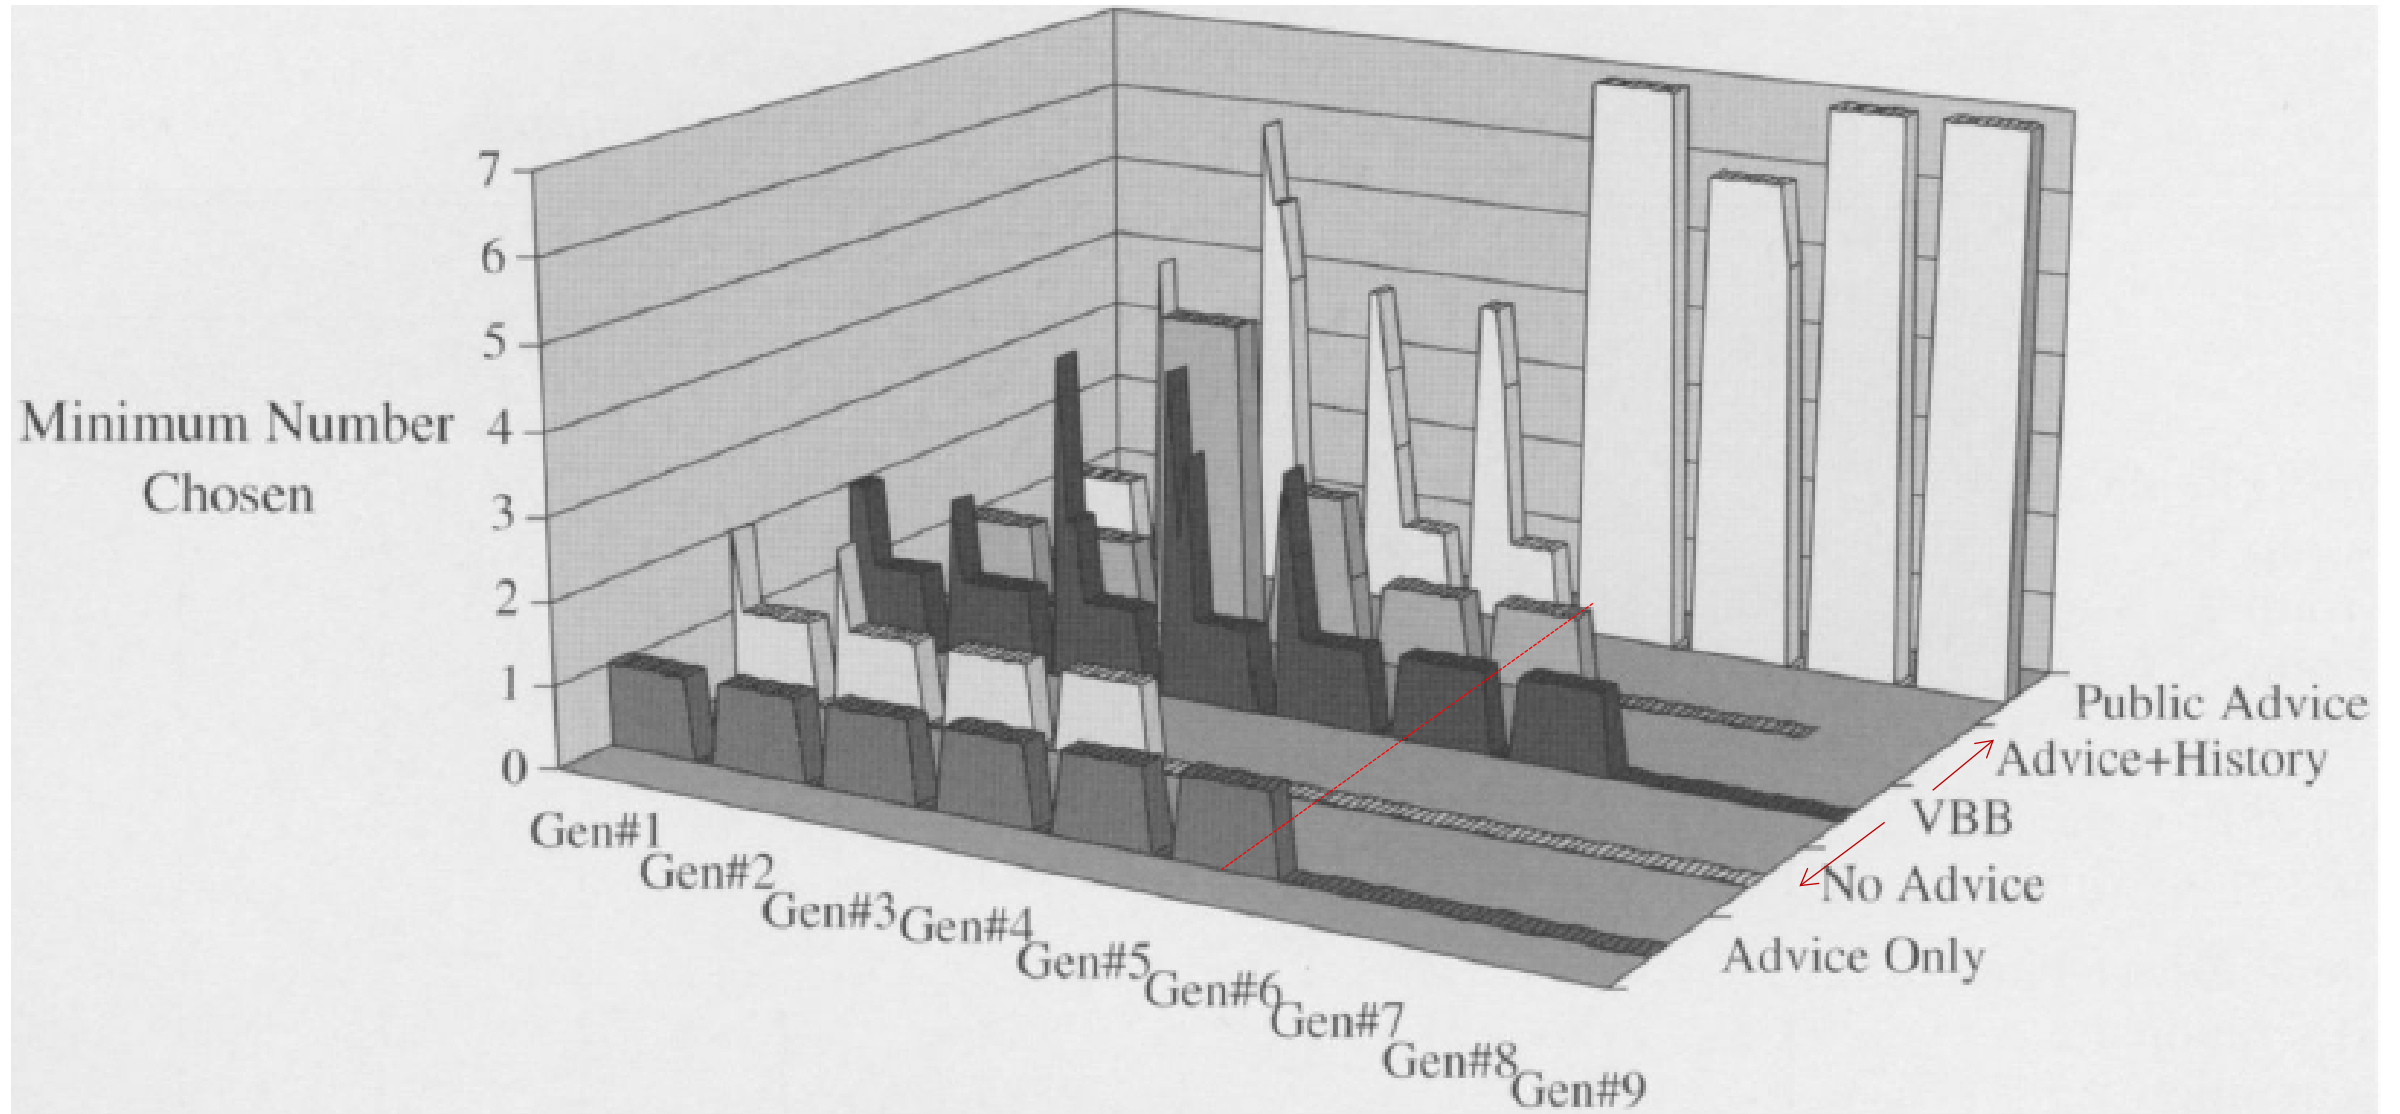 7
6
5
Minimum Number
Chosen
4
3
2
1
0
Gen#1
Gen#2
Gen#3
Gen#4
Gen#5
Gen#6
Gen#7
Gen#8
Gen#9
Public Advice
Advice+History
VBB
No Advice
Advice Only